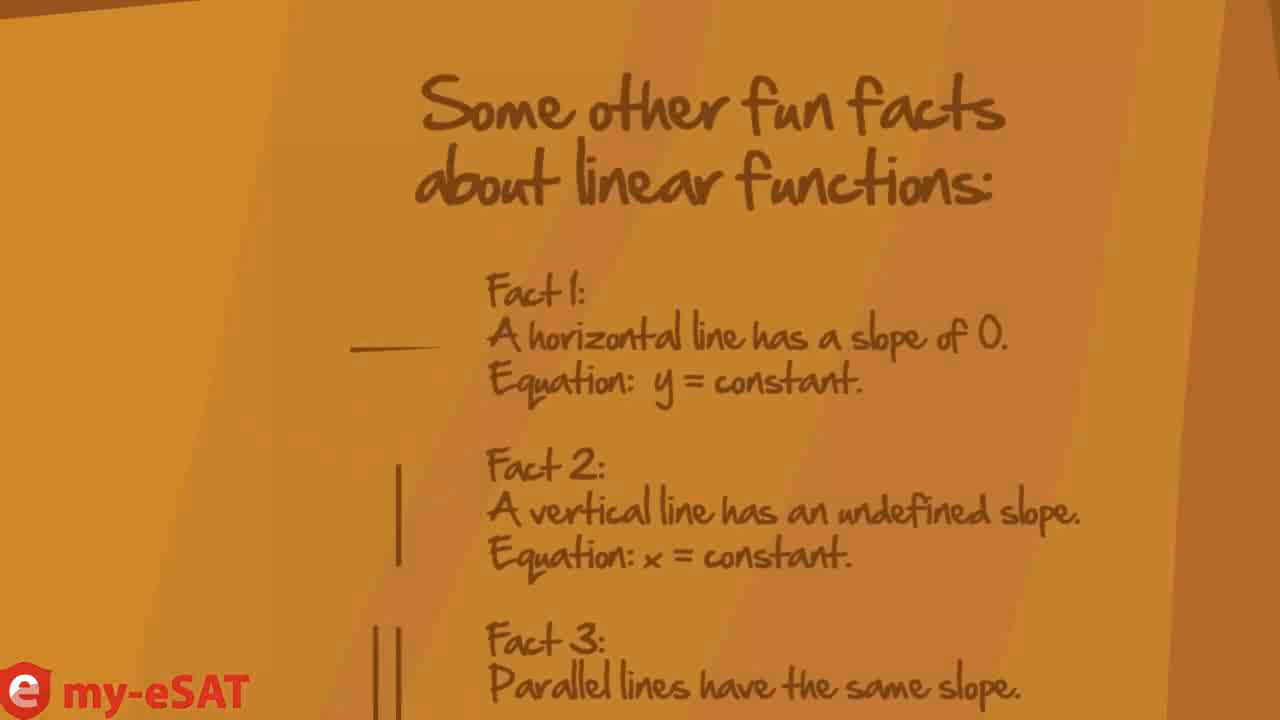 Some other fun facts
about linear functions:
Fact 1:
A horizontal line has a slope of 0.
Equation: y = constant.
Fact 2:
A vertical line has an undefined slope.
Equation: x = constant.
Fact 3:
Parallel lines have the same slope.
e my-eSAT